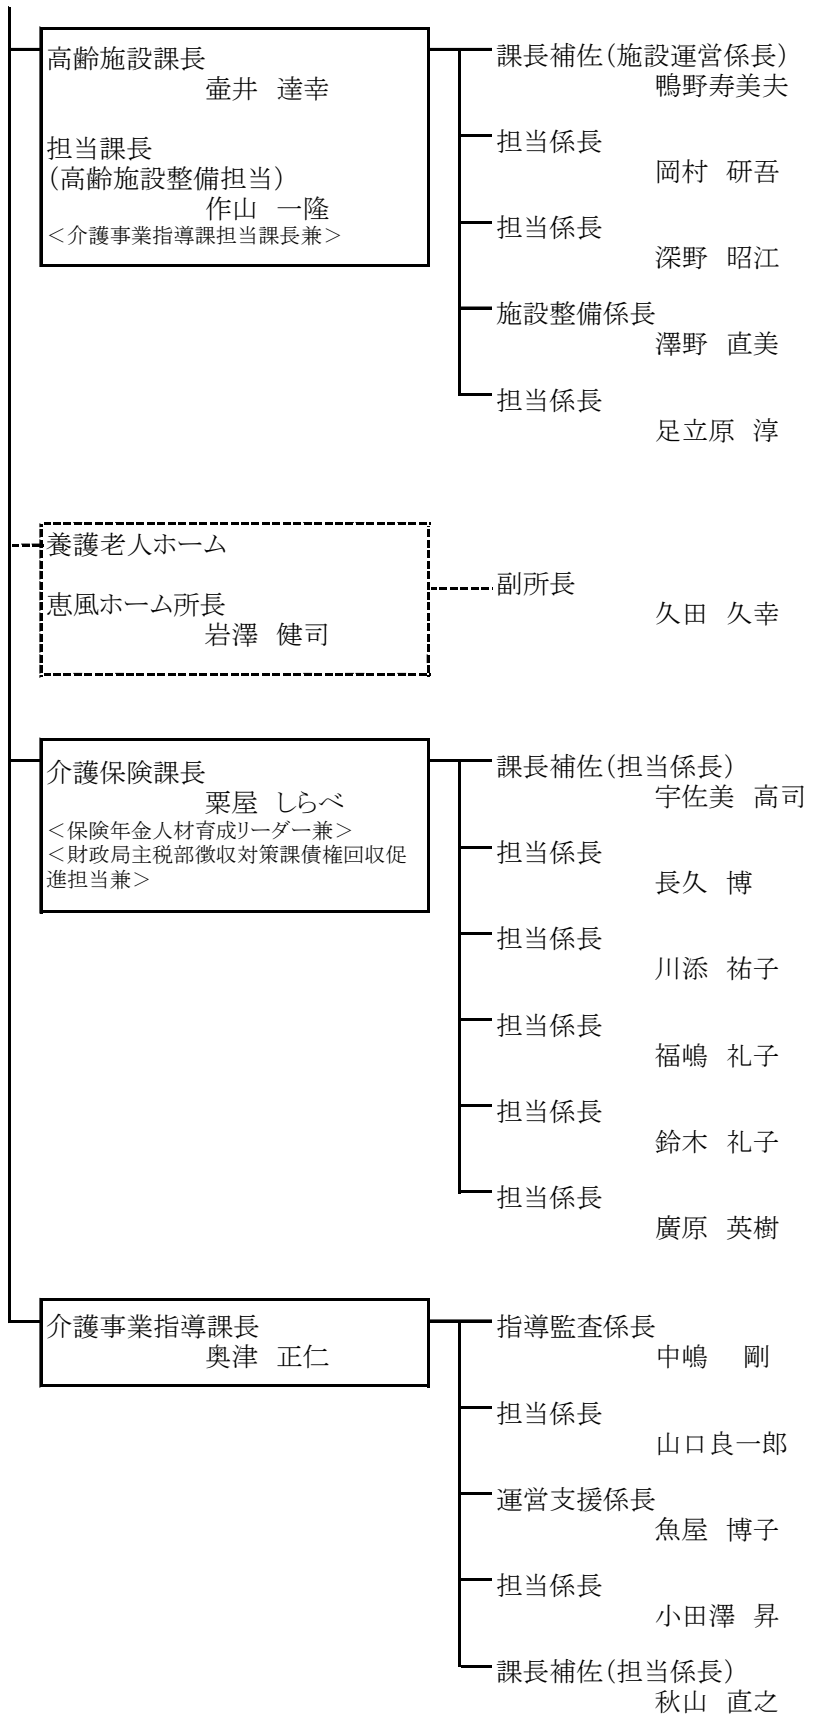 高齢施設課長
壷井 達幸
担当課長
(高齢施設整備担当)
作山 一隆
<介護事業指導課担当課長兼>
課長補佐(施設運営係長)
鴨野寿美夫
担当係長
岡村 研吾
担当係長
深野 昭江
施設整備係長
澤野 直美
担当係長
足立原 淳
養護老人ホーム
恵風ホーム所長
岩澤 健司
副所長
久田 久幸
介護保険課長
粟屋 しらべ
<保険年金人材育成リーダー兼>
<財政局主税部徴収対策課債権回収促
進担当兼>
課長補佐(担当係長)
宇佐美 高司
担当係長
長久 博
担当係長
川添 祐子
担当係長
福嶋 礼子
担当係長
鈴木 礼子
担当係長
廣原 英樹
介護事業指導課長
奥津 正仁
指導監査係長
中嶋 剛
担当係長
山口良一郎
運営支援係長
魚屋 博子
担当係長
小田澤 昇
課長補佐(担当係長)
秋山 直之